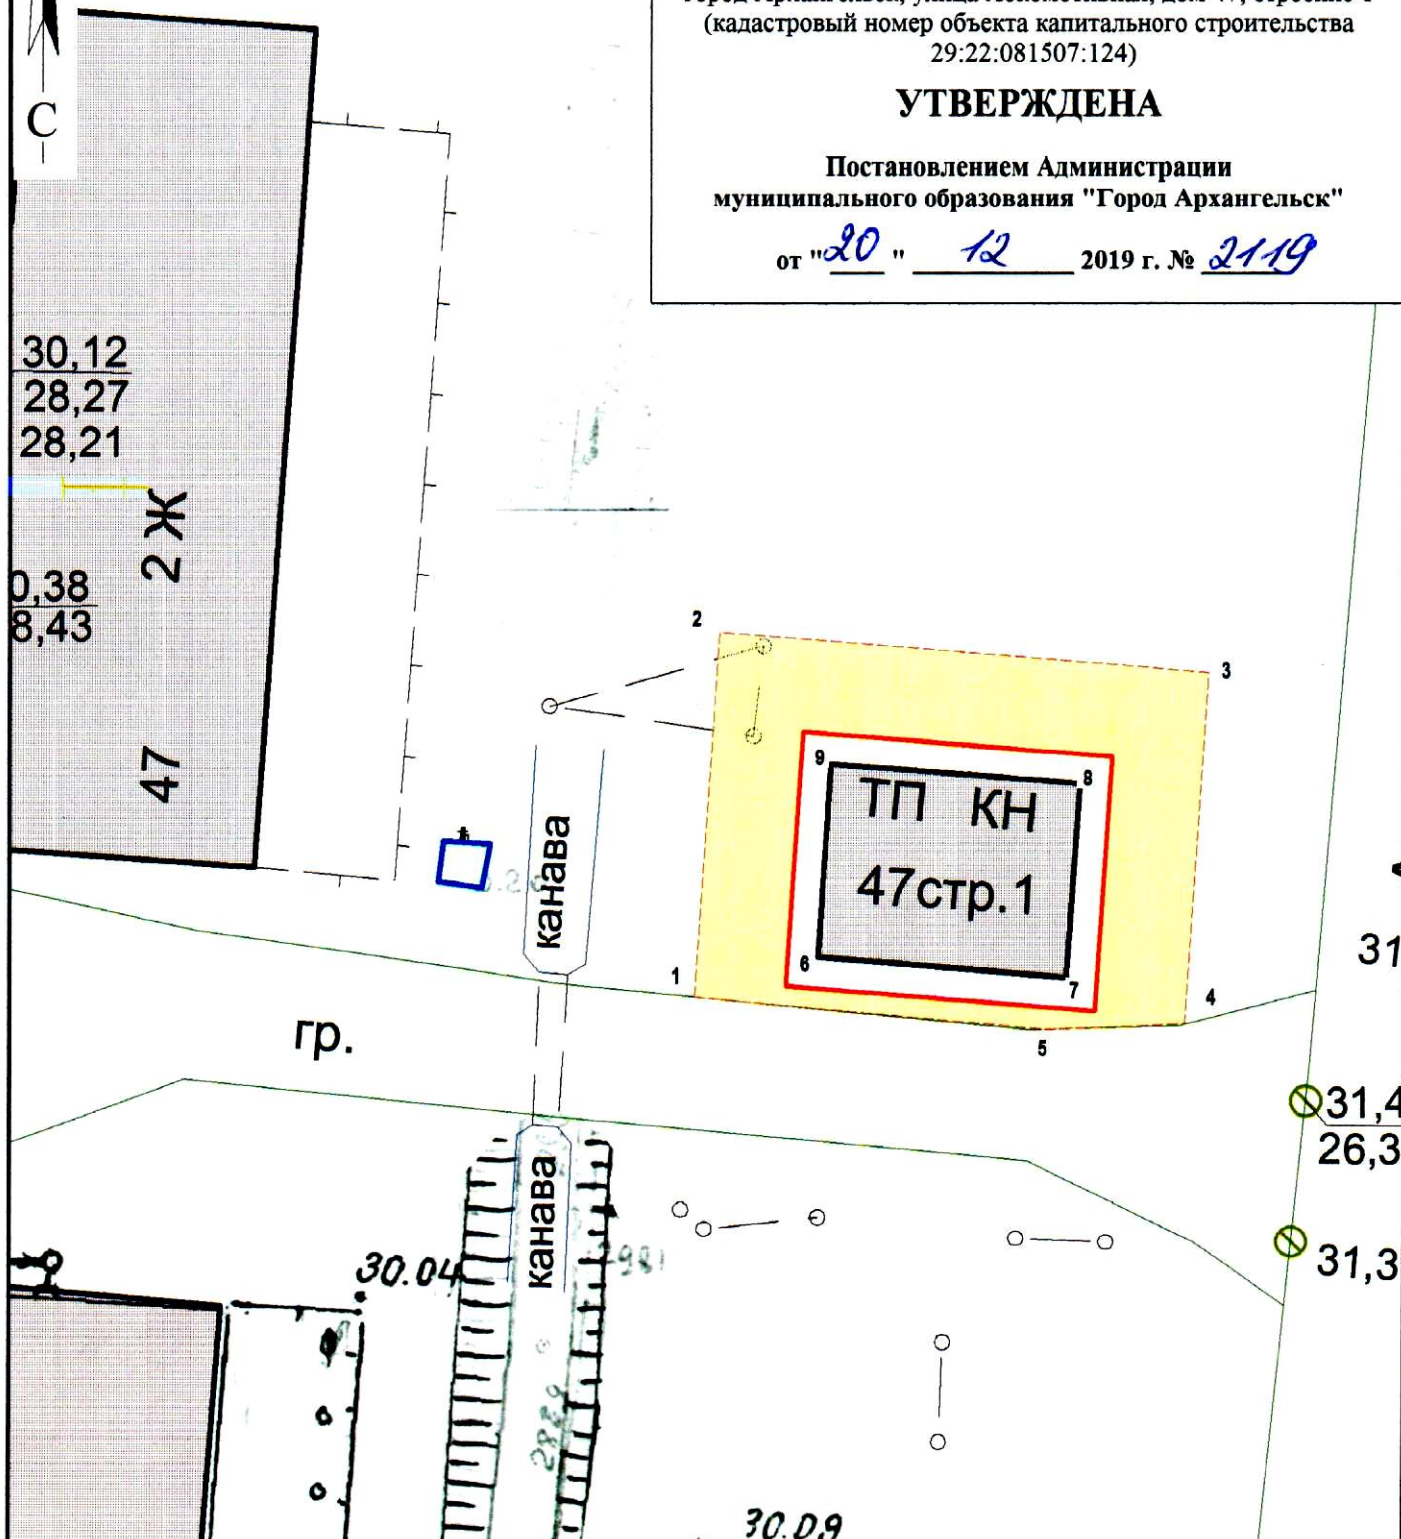 (кадастровый номер объекта капитального строительства
29:22:081507:124)
УТВЕРЖДЕНА
Постановлением Администрации
муниципального образования "Город Архангельск"
от "20" 12 2019 г. № 2119
С
30,12
28,27
28,21
2 Ж
0,38
8,43
47
2
3
9
8
ТП КН
47стр.1
6
7
1
4
5
канава
гр.
31
31,4
26,3
31,3
канава
30.04
2981
2889
30.09